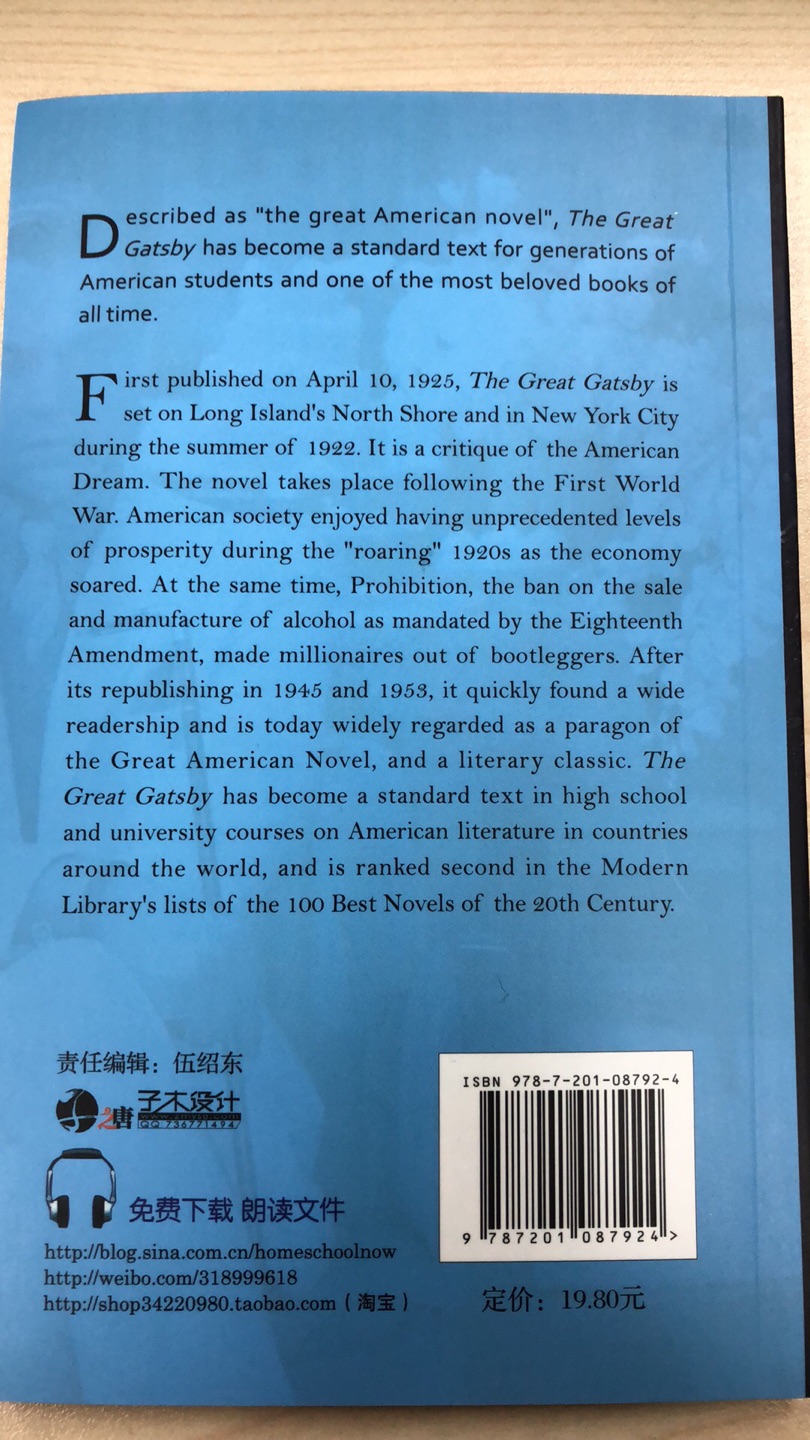 Described as "the great American novel", The Great
Gatsby has become a standard text for generations of
American students and one of the most beloved books of
all time.
First published on April 10, 1925, The Great Gatsby is
set on Long Island's North Shore and in New York City
during the summer of 1922. It is a critique of the American
Dream. The novel takes place following the First World
War. American society enjoyed having unprecedented levels
of prosperity during the "roaring" 1920s as the economy
soared. At the same time, Prohibition, the ban on the sale
and manufacture of alcohol as mandated by the Eighteenth
Amendment, made millionaires out of bootleggers. After
its republishing in 1945 and 1953, it quickly found a wide
readership and is today widely regarded as a paragon of
the Great American Novel, and a literary classic. The
Great Gatsby has become a standard text in high school
and university courses on American literature in countries
around the world, and is ranked second in the Modern
Library's lists of the 100 Best Novels of the 20th Century.
责任编辑：伍绍东
之唐 子木设计
QQ 736771494
免费下载 朗读文件
http://blog.sina.com.cn/homeschoolnow
http://weibo.com/318999618
http://shop34220980.taobao.com（淘宝）
ISBN 978-7-201-08792-4
9 787201 087924 >
定价：19.80元